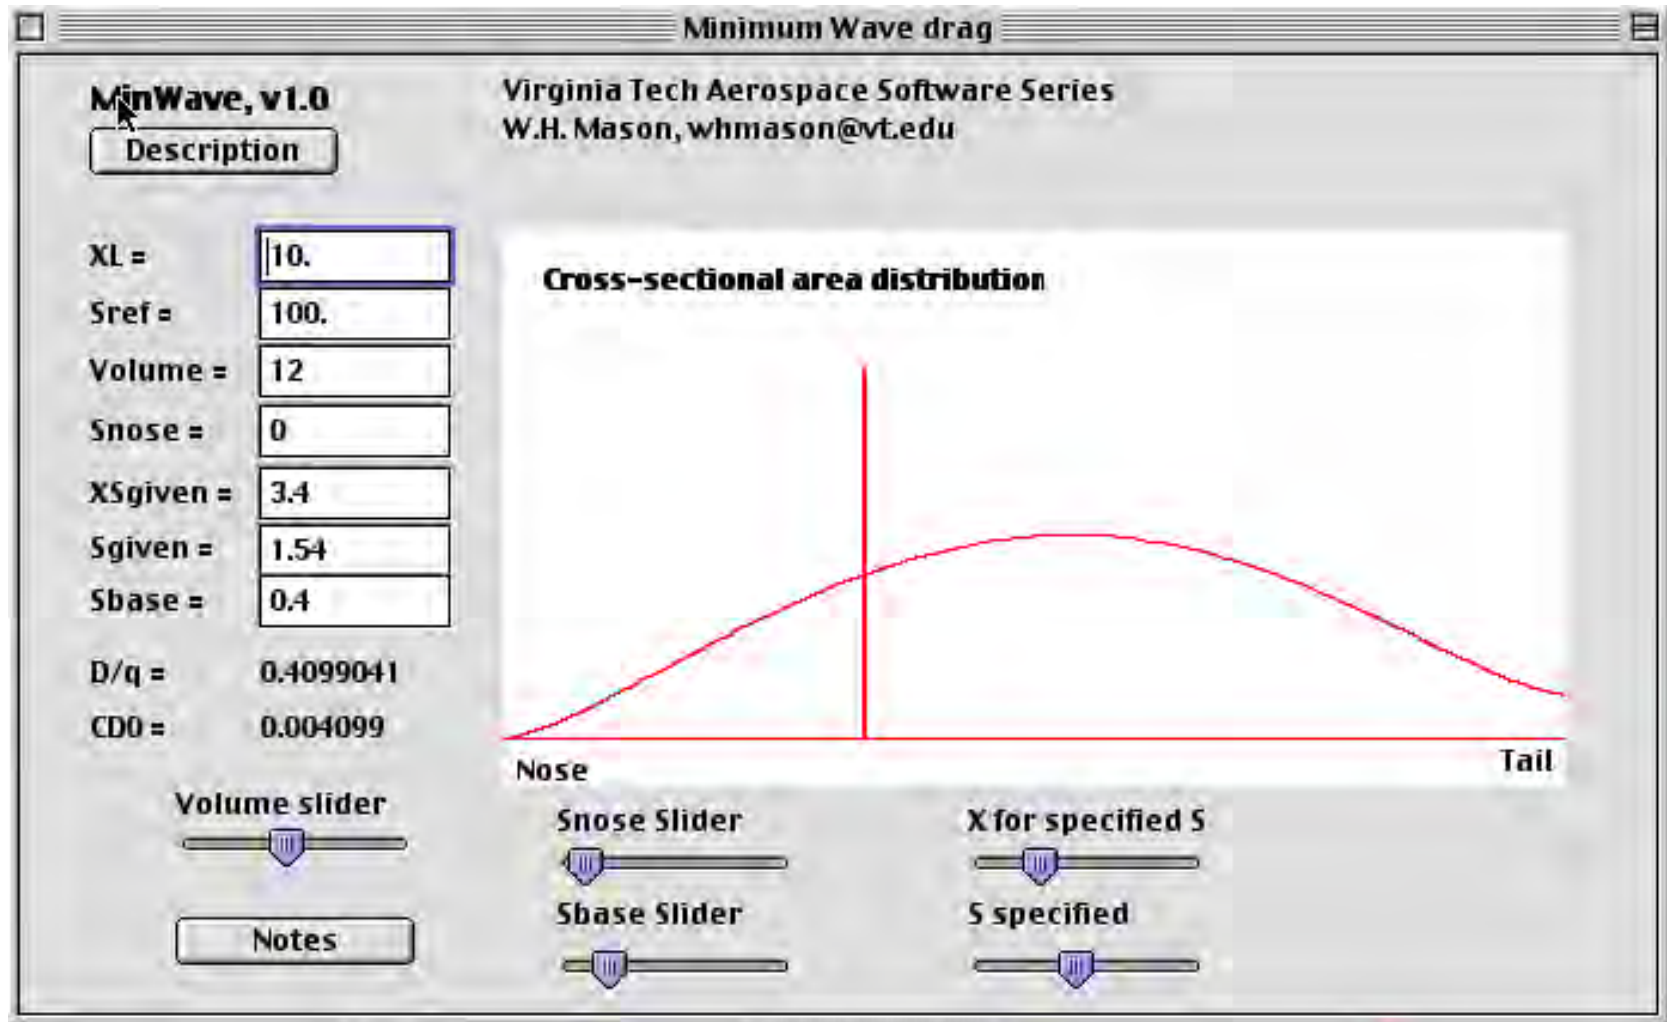 Minimum Wave drag
MinWave, v1.0
Description
Virginia Tech Aerospace Software Series
W.H. Mason, whmason@vt.edu
XL = 10.
Sref = 100.
Volume = 12
Snose = 0
XSgiven = 3.4
Sgiven = 1.54
Sbase = 0.4
D/q = 0.4099041
CD0 = 0.004099
Cross-sectional area distribution
Nose
Tail
Volume slider
Notes
Snose Slider
X for specified S
Sbase Slider
S specified